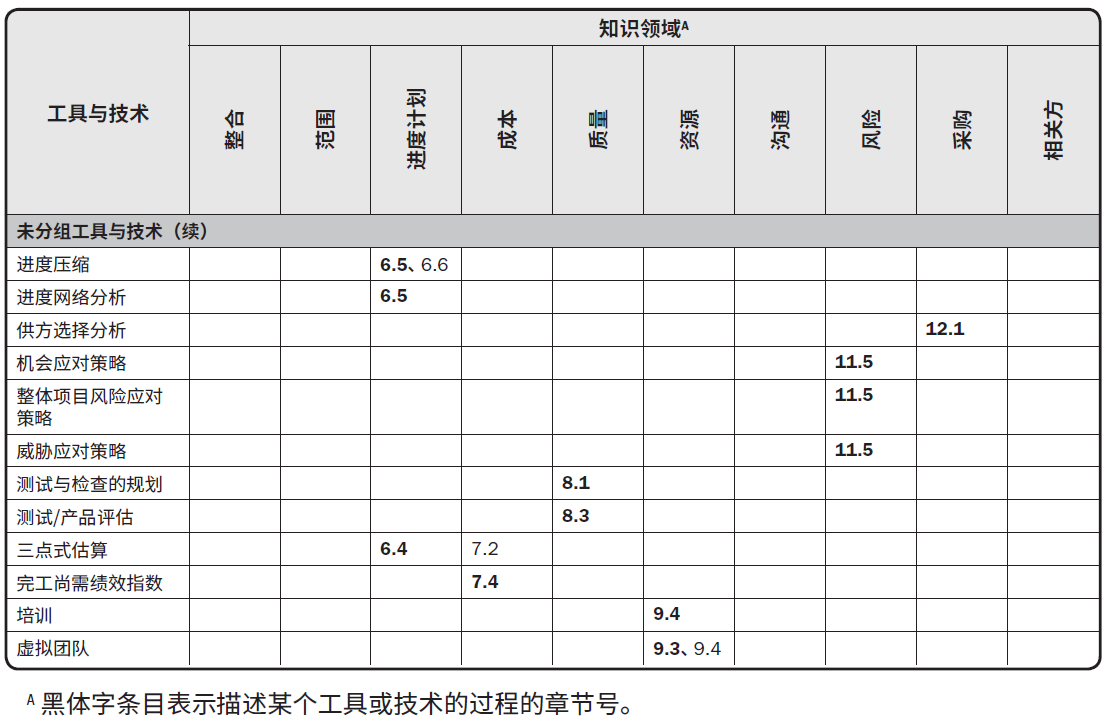 工具与技术
知识领域ᴬ
整合
范围
进度计划
成本
质量
资源
沟通
风险
采购
相关方
未分组工具与技术（续）
进度压缩 6.5、6.6
进度网络分析 6.5
供方选择分析 12.1
机会应对策略 11.5
整体项目风险应对 11.5
策略
威胁应对策略 11.5
测试与检查的规划 8.1
测试/产品评估 8.3
三点式估算 6.4 7.2
完工尚需绩效指数 7.4
培训 9.4
虚拟团队 9.3、9.4
ᴬ 黑体字条目表示描述某个工具或技术的过程的章节号。